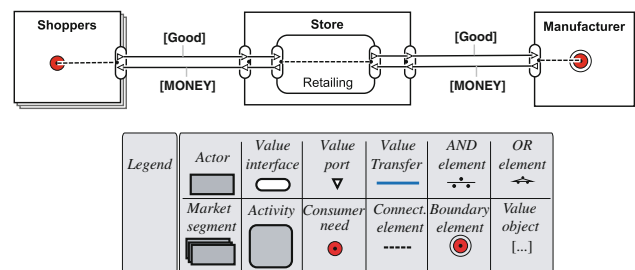 Shoppers
Store
Manufacturer
[Good]
[Good]
Retailing
[MONEY]
[MONEY]
Legend
Actor
Value interface
Value port
Value Transfer
AND element
OR element
Market segment
Activity
Consumer need
Connect. element
Boundary element
Value object
[...]